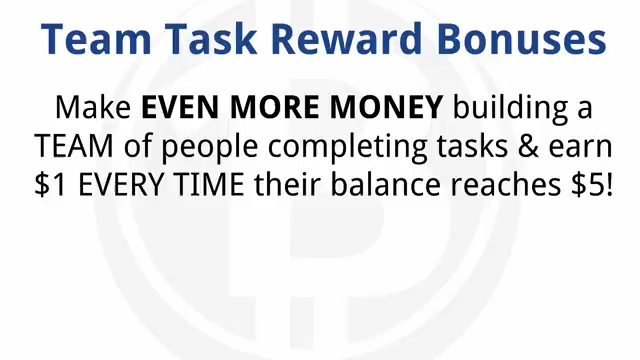 Team Task Reward Bonuses
Make EVEN MORE MONEY building a
TEAM of people completing tasks & earn
$1 EVERY TIME their balance reaches $5!